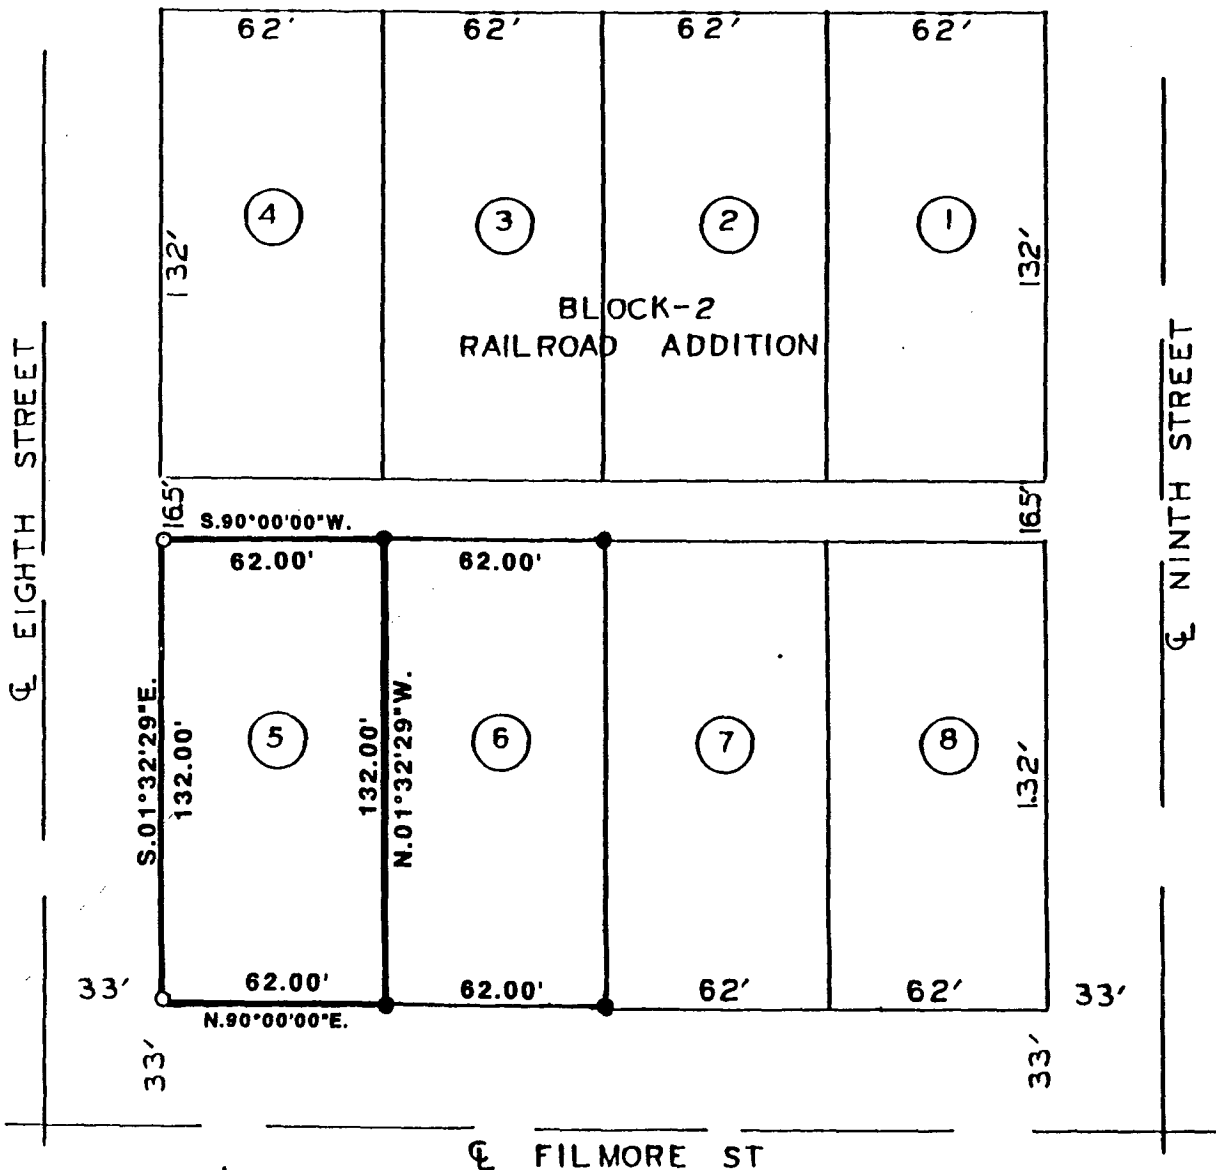 62' 62' 62' 62'
4 3 2 1
132' 132'
BLOCK-2
RAILROAD ADDITION
℄ EIGHTH STREET
℄ NINTH STREET
16.5' 16.5'
S.90°00'00"W.
62.00' 62.00'
S.01°32'29"E.
132.00'
132.00'
N.01°32'29"W.
5 6 7 8
132'
33' 62.00' 62.00' 62' 62' 33'
N.90°00'00"E.
33' 33'
℄ FILMORE ST